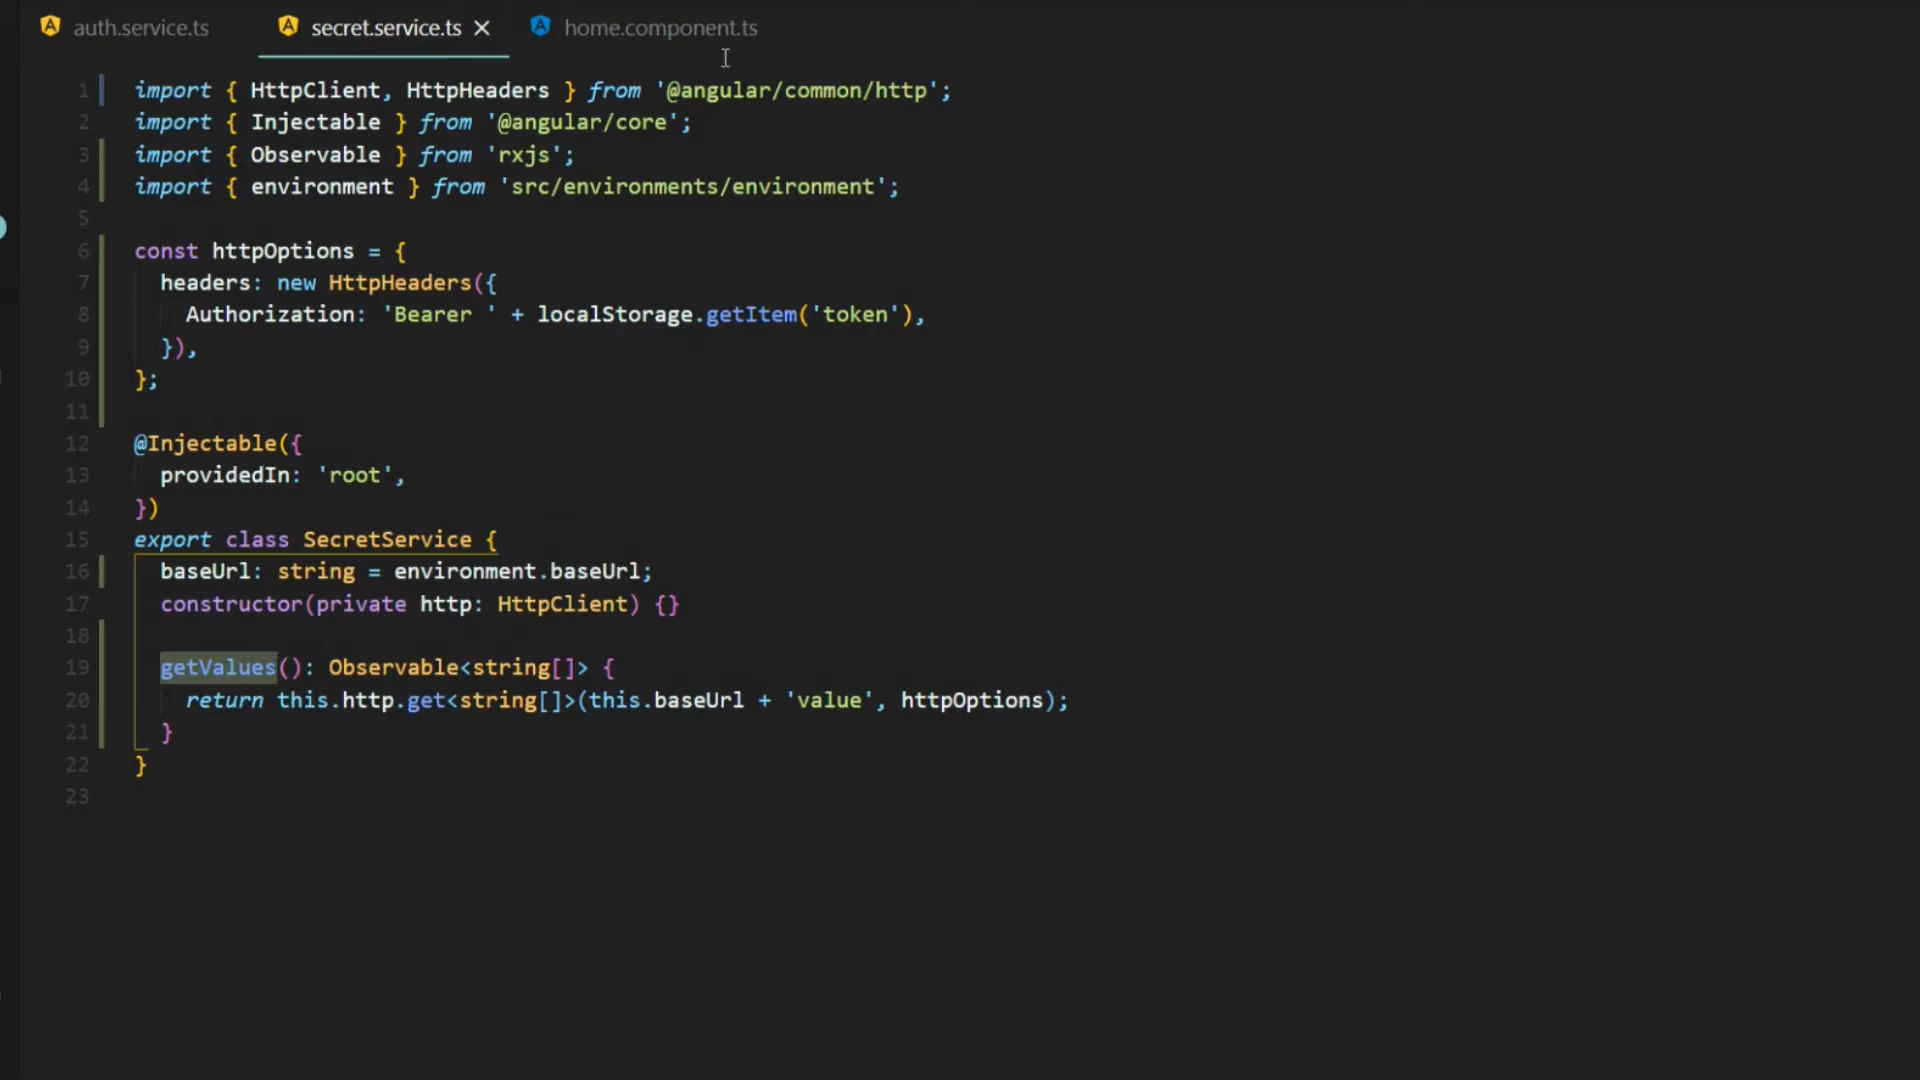 auth.service.ts secret.service.ts home.component.ts
1 import { HttpClient, HttpHeaders } from '@angular/common/http';
2 import { Injectable } from '@angular/core';
3 import { Observable } from 'rxjs';
4 import { environment } from 'src/environments/environment';
5
6 const httpOptions = {
7 headers: new HttpHeaders({
8 Authorization: 'Bearer ' + localStorage.getItem('token'),
9 }),
10 };
11
12 @Injectable({
13 providedIn: 'root',
14 })
15 export class SecretService {
16 baseUrl: string = environment.baseUrl;
17 constructor(private http: HttpClient) {}
18
19 getValues(): Observable<string[]> {
20 return this.http.get<string[]>(this.baseUrl + 'value', httpOptions);
21 }
22 }
23